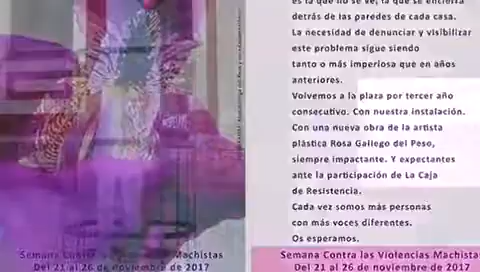 es la que no se ve, la que se encierra
detrás de las paredes de cada casa.
La necesidad de denunciar y visibilizar
este problema sigue siendo
tanto o más imperiosa que en años
anteriores.
Volvemos a la plaza por tercer año
consecutivo. Con nuestra instalación.
Con una nueva obra de la artista
plástica Rosa Gallego del Peso,
siempre impactante. Y expectantes
ante la participación de La Caja
de Resistencia.
Cada vez somos más personas
con más voces diferentes.
Os esperamos.
Semana Contra las Violencias Machistas
Del 21 al 26 de noviembre de 2017
Semana Contra las Violencias Machistas
Del 21 al 26 de noviembre de 2017